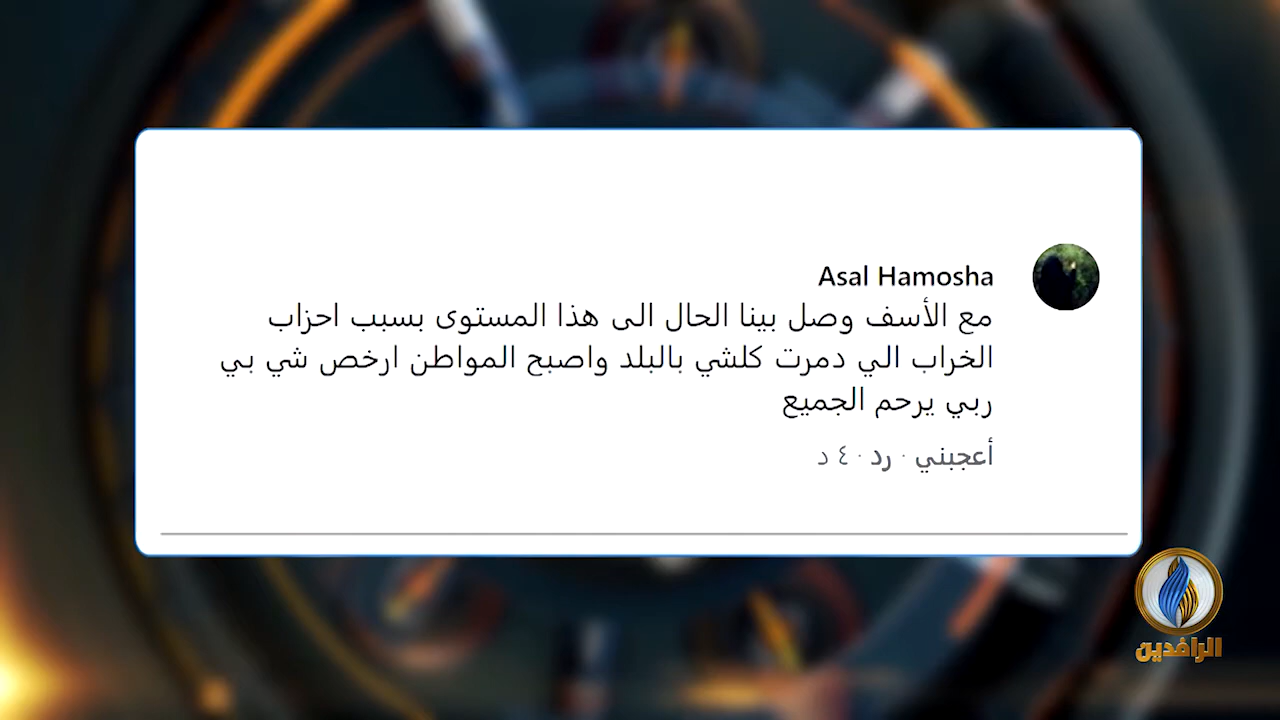 Asal Hamosha
مع الأسف وصل بينا الحال الى هذا المستوى بسبب احزاب
الخراب الي دمرت كلشي بالبلد واصبح المواطن ارخص شي بي
ربي يرحم الجميع
أعجبني · رد · ٤ د
الرافدين